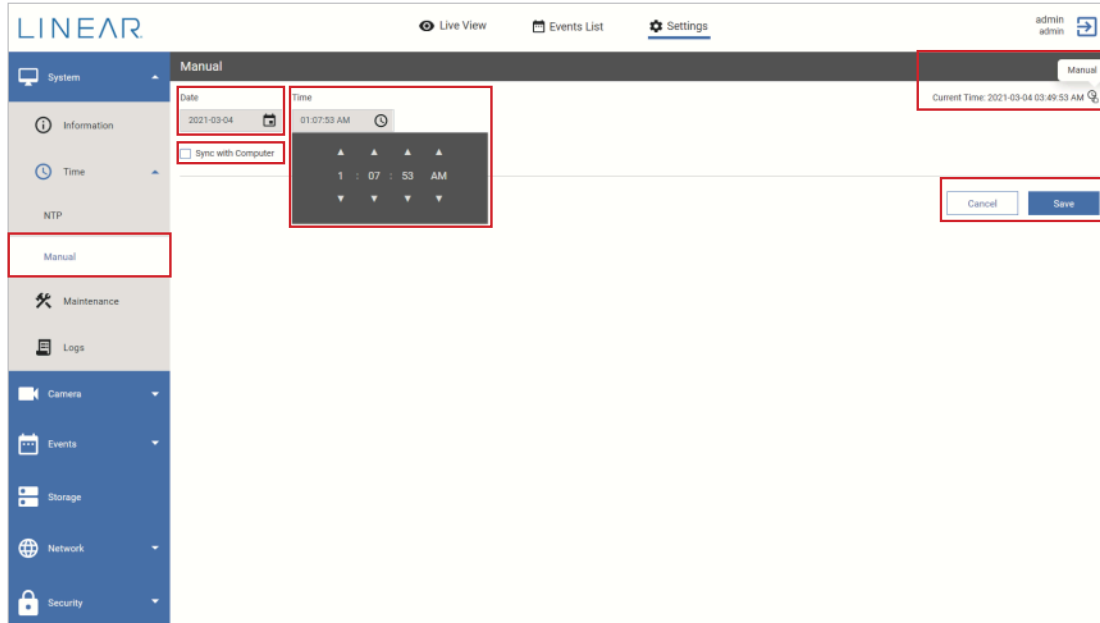 LINEAR
Live View
Events List
Settings
admin
admin
System
Manual
Manual
Date
Time
Current Time: 2021-03-04 03:49:53 AM
2021-03-04
01:07:53 AM
Information
Sync with Computer
1 : 07 : 53 AM
Time
NTP
Cancel
Save
Manual
Maintenance
Logs
Camera
Events
Storage
Network
Security